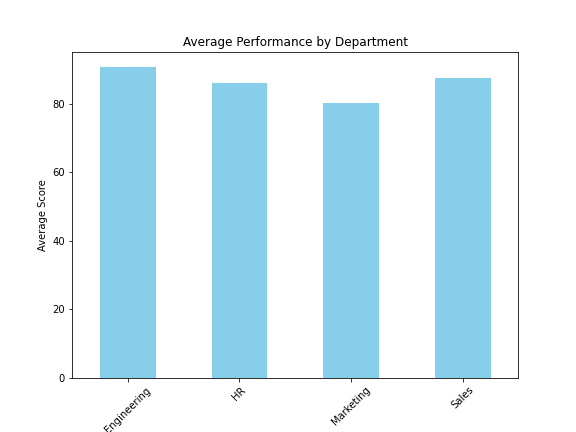 Average Performance by Department
Average Score
80
60
40
20
0
Engineering
HR
Marketing
Sales